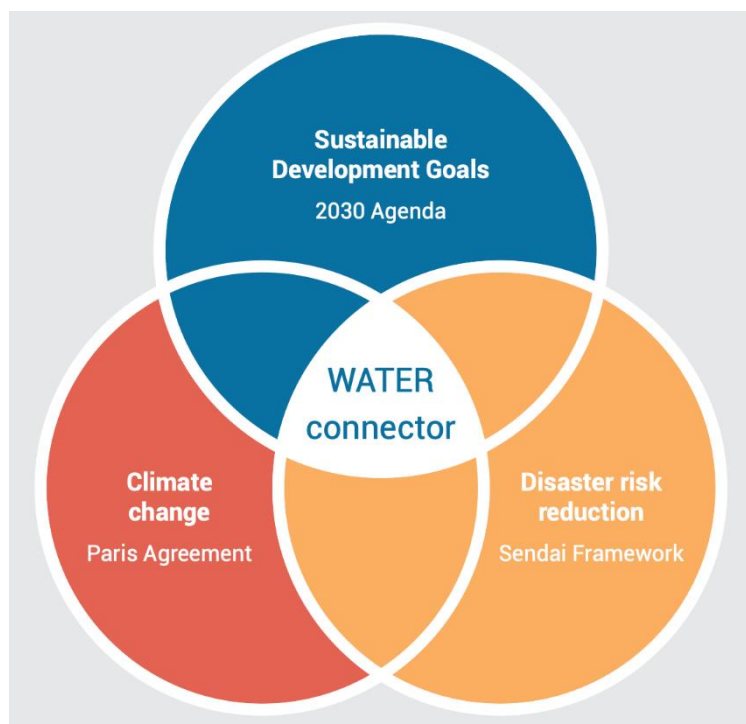 Sustainable
Development Goals
2030 Agenda
WATER
connector
Climate
change
Paris Agreement
Disaster risk
reduction
Sendai Framework